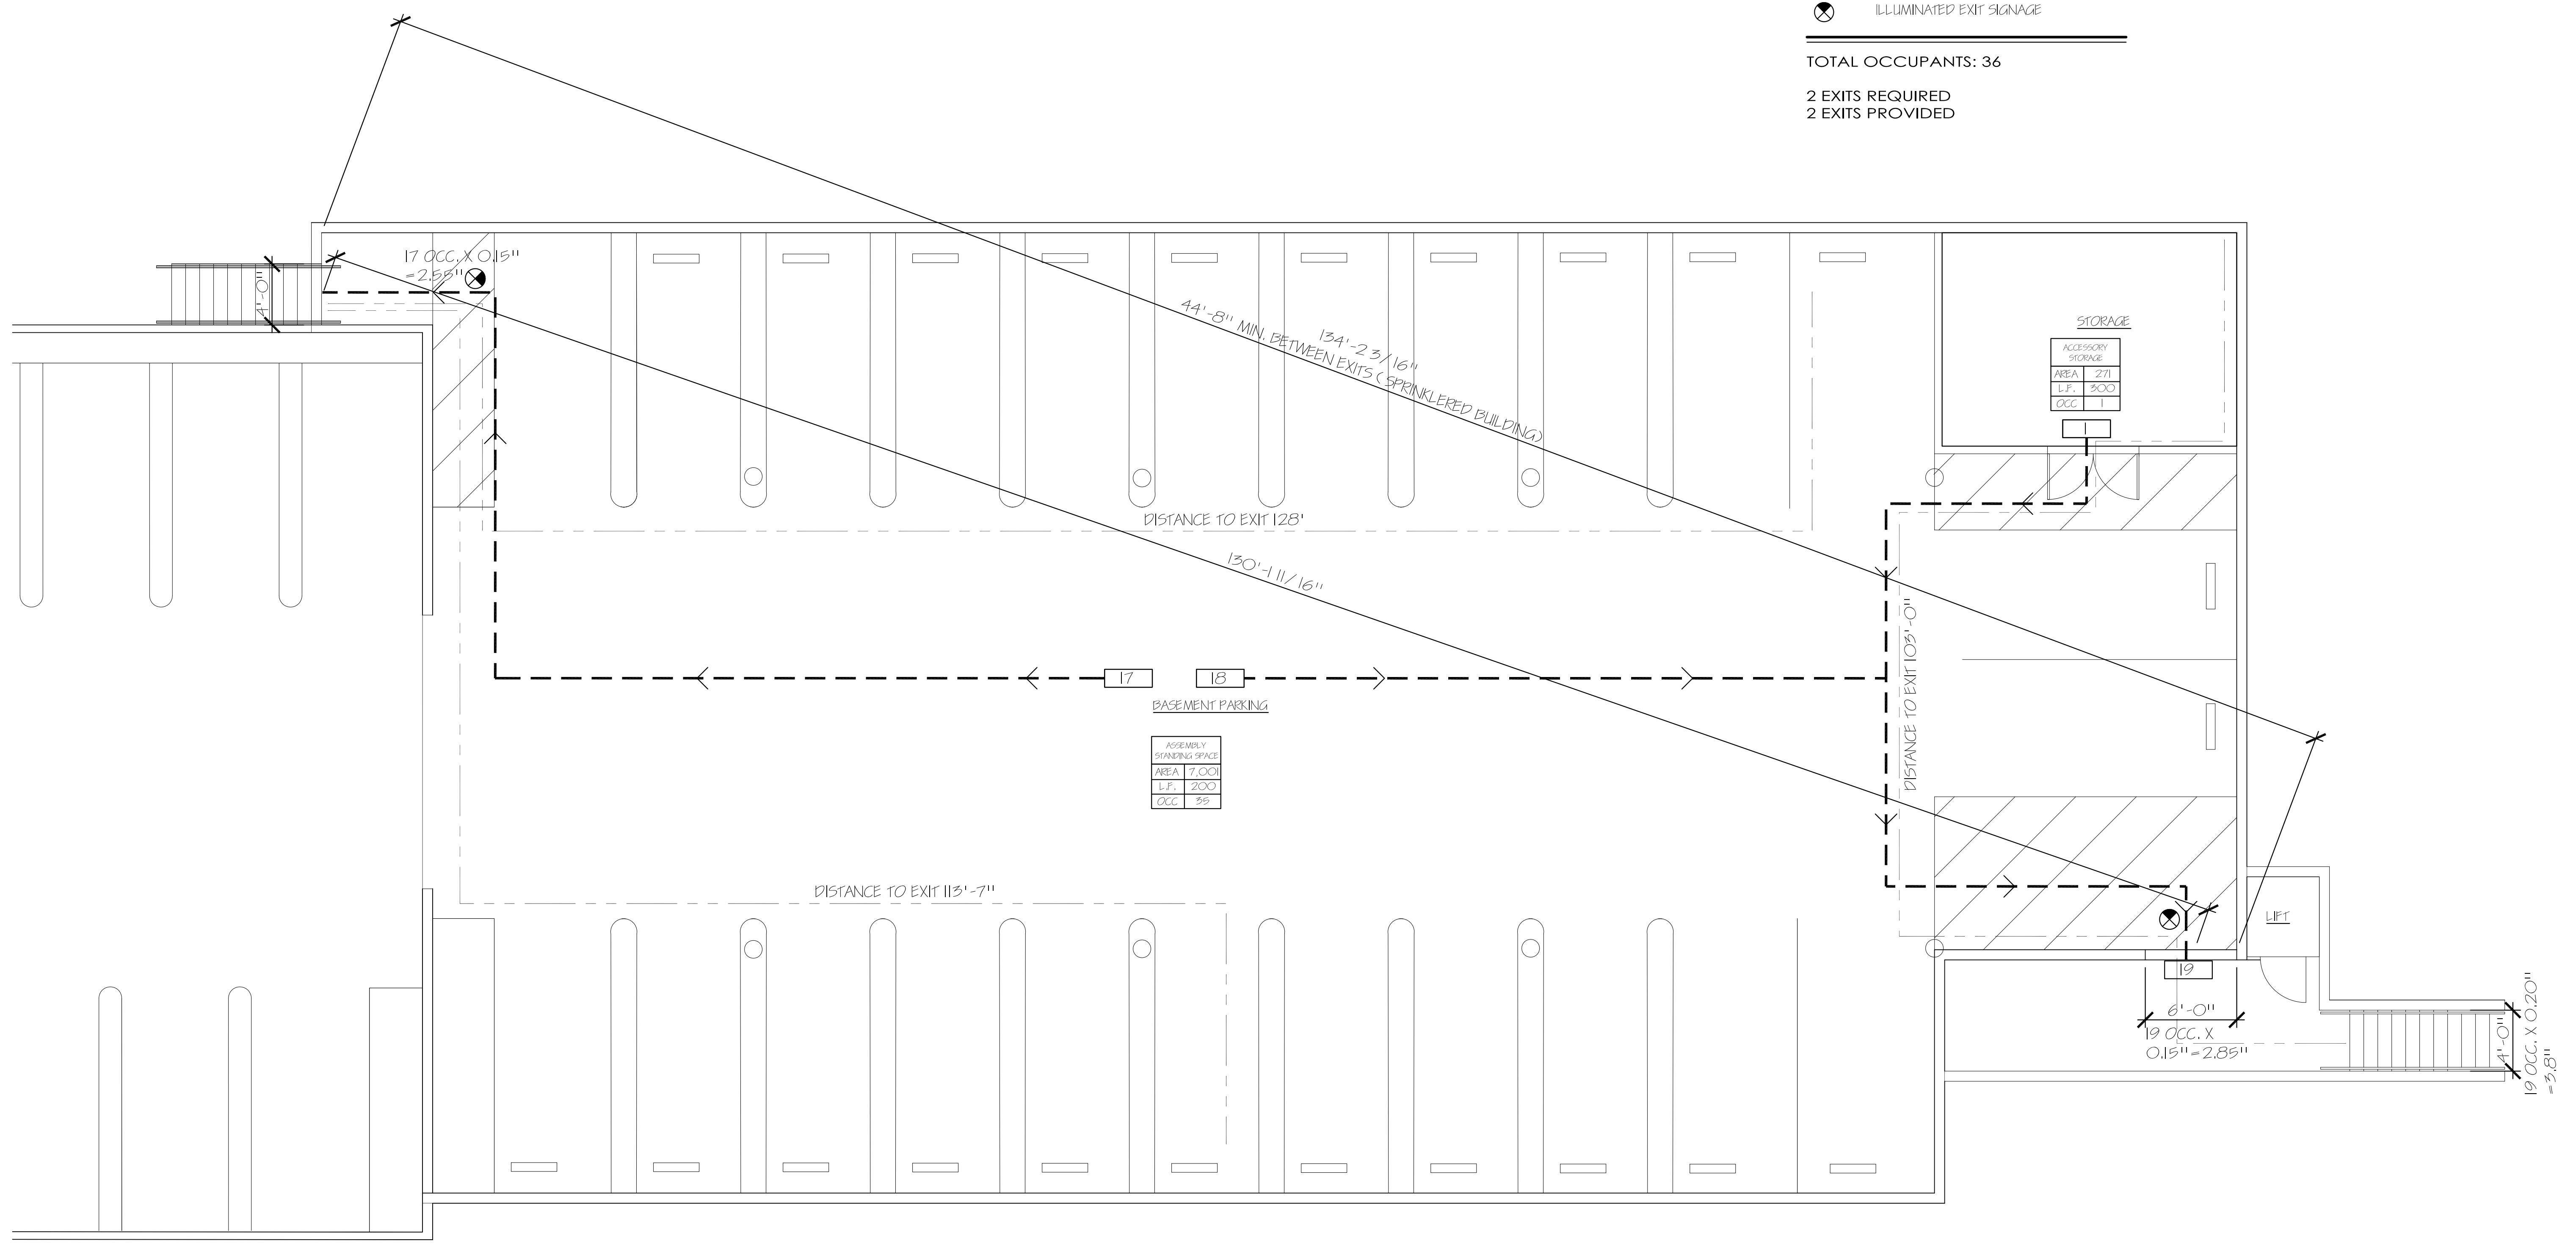 ILLUMINATED EXIT SIGNAGE
TOTAL OCCUPANTS: 36
2 EXITS REQUIRED
2 EXITS PROVIDED
17 OCC. X 0.15"
=2.55"
4'-0"
134'-2 3/16"
44'-8" MIN. BETWEEN EXITS (SPRINKLERED BUILDING)
STORAGE
ACCESSORY
STORAGE
AREA 271
L.F. 300
OCC 1
1
DISTANCE TO EXIT 128'
130'-1 11/16"
DISTANCE TO EXIT 103'-0"
17
18
BASEMENT PARKING
ASSEMBLY
STANDING SPACE
AREA 7,001
L.F. 200
OCC 35
DISTANCE TO EXIT 113'-7"
LIFT
19
6'-0"
19 OCC. X
0.15"=2.85"
4'-0"
19 OCC. X 0.20"
=3.8"